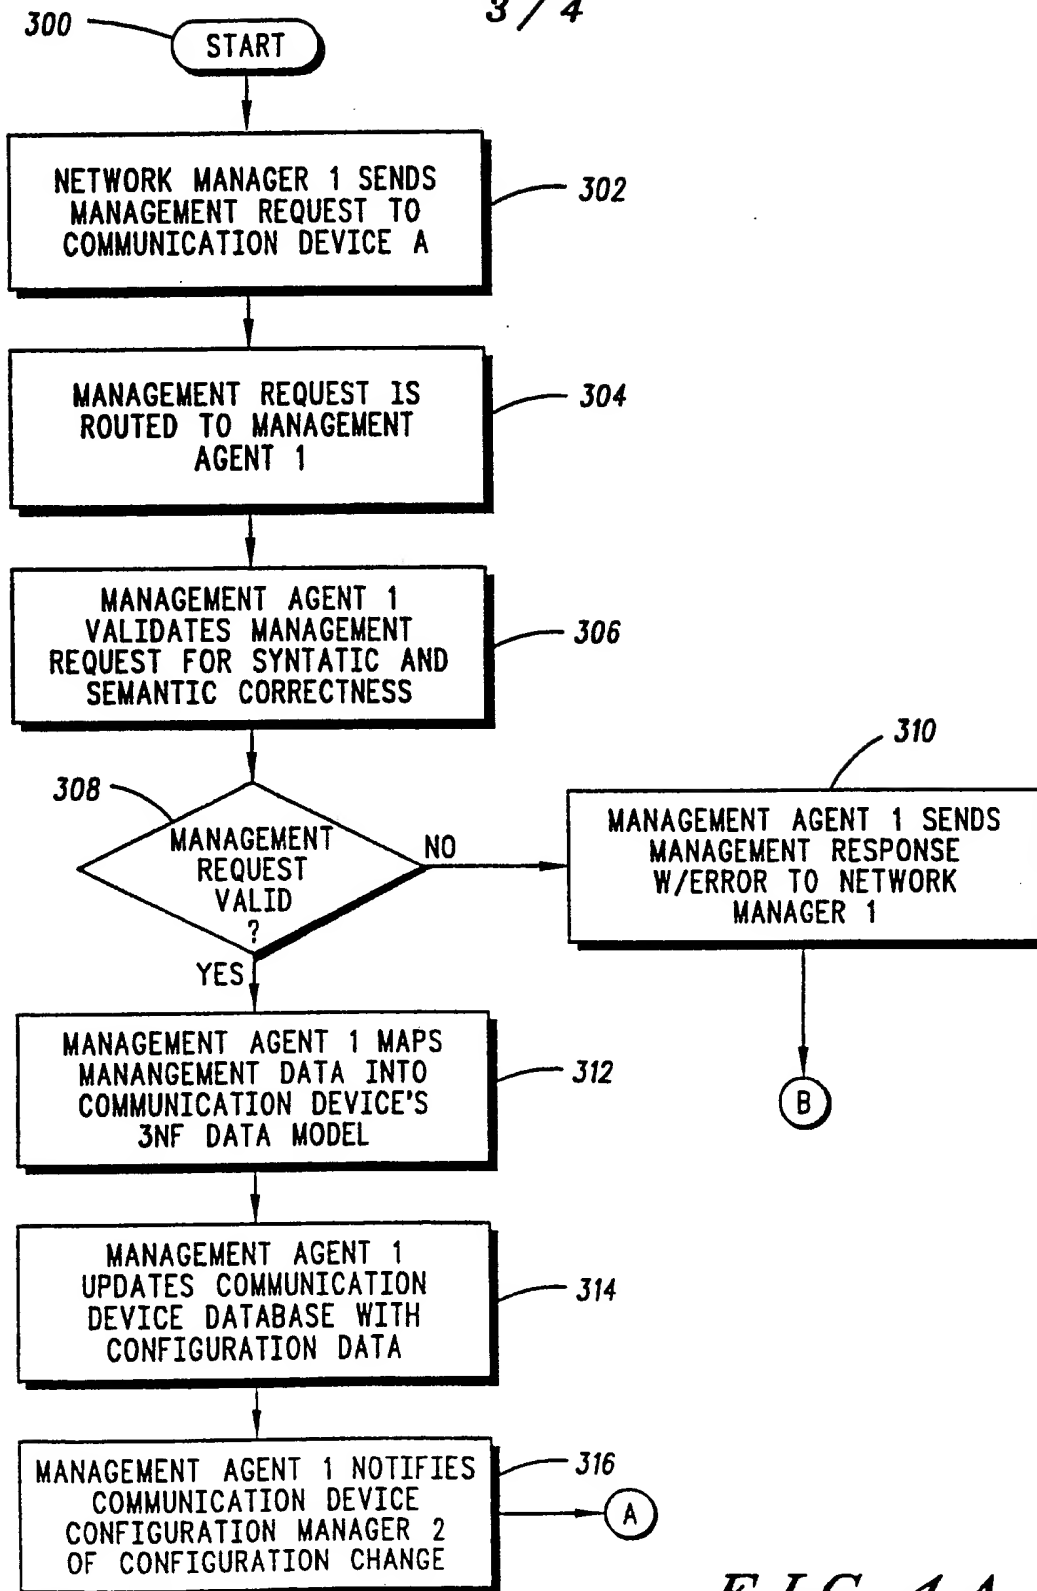 3/4
300
START
NETWORK MANAGER 1 SENDS
MANAGEMENT REQUEST TO
COMMUNICATION DEVICE A
302
MANAGEMENT REQUEST IS
ROUTED TO MANAGEMENT
AGENT 1
304
MANAGEMENT AGENT 1
VALIDATES MANAGEMENT
REQUEST FOR SYNTATIC AND
SEMANTIC CORRECTNESS
306
308
MANAGEMENT
REQUEST
VALID
?
NO
YES
310
MANAGEMENT AGENT 1 SENDS
MANAGEMENT RESPONSE
W/ERROR TO NETWORK
MANAGER 1
B
MANAGEMENT AGENT 1 MAPS
MANANGEMENT DATA INTO
COMMUNICATION DEVICE'S
3NF DATA MODEL
312
MANAGEMENT AGENT 1
UPDATES COMMUNICATION
DEVICE DATABASE WITH
CONFIGURATION DATA
314
MANAGEMENT AGENT 1 NOTIFIES
COMMUNICATION DEVICE
CONFIGURATION MANAGER 2
OF CONFIGURATION CHANGE
316
A
FIG. 4A